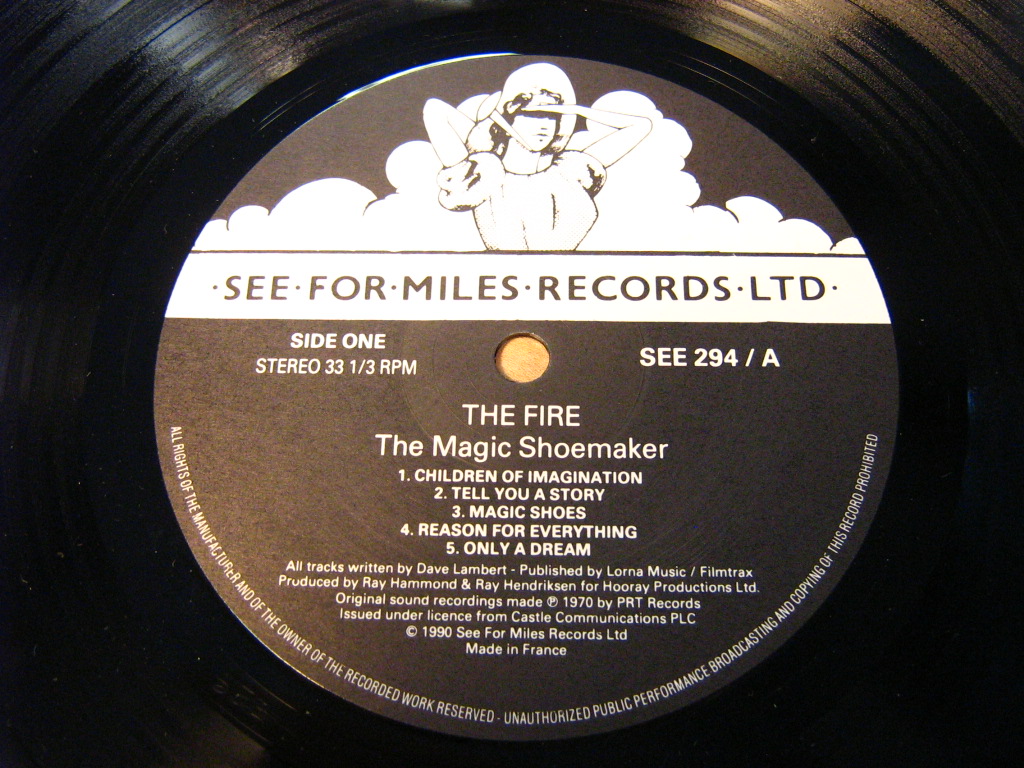 ·SEE·FOR·MILES·RECORDS·LTD·
SIDE ONE
STEREO 33 1/3 RPM
SEE 294 / A
THE FIRE
The Magic Shoemaker
1. CHILDREN OF IMAGINATION
2. TELL YOU A STORY
3. MAGIC SHOES
4. REASON FOR EVERYTHING
5. ONLY A DREAM
All tracks written by Dave Lambert - Published by Lorna Music / Filmtrax
Produced by Ray Hammond & Ray Hendriksen for Hooray Productions Ltd.
Original sound recordings made ℗ 1970 by PRT Records
Issued under licence from Castle Communications PLC
© 1990 See For Miles Records Ltd
Made in France
ALL RIGHTS OF THE MANUFACTURER AND OF THE OWNER OF THE RECORDED WORK RESERVED - UNAUTHORIZED PUBLIC PERFORMANCE BROADCASTING AND COPYING OF THIS RECORD PROHIBITED